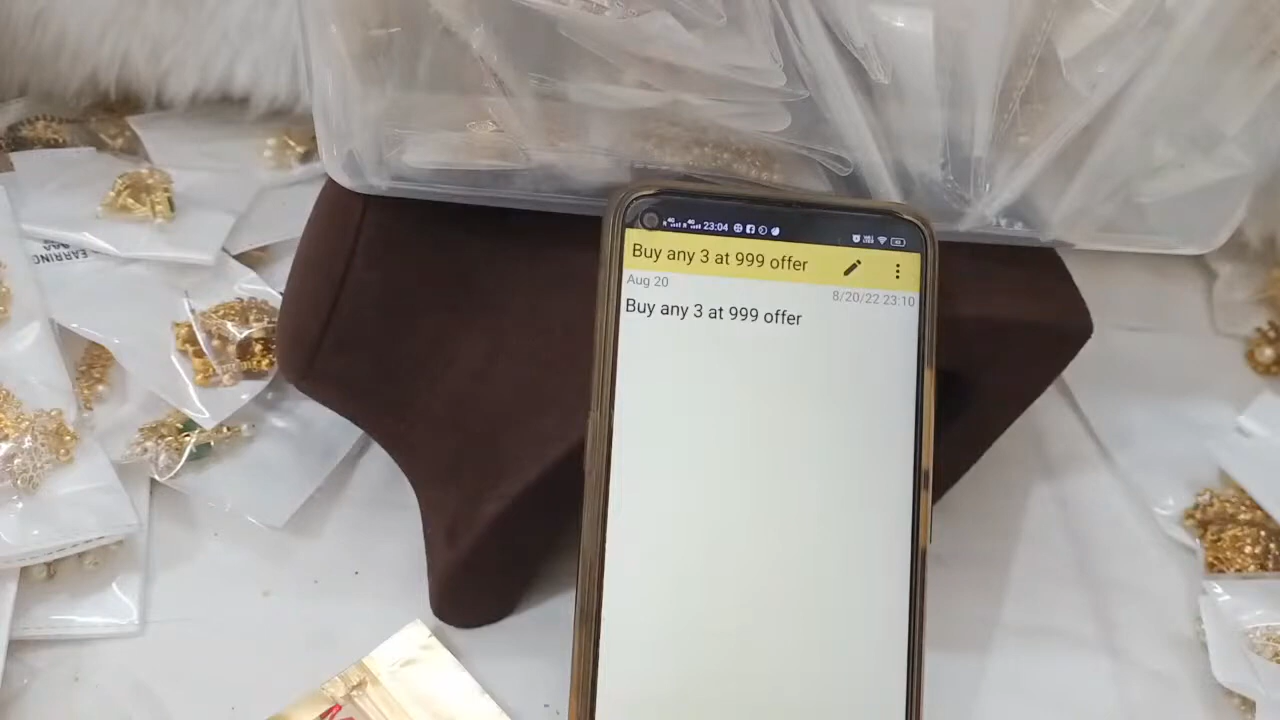 23:04
Buy any 3 at 999 offer
Aug 20
8/20/22 23:10
Buy any 3 at 999 offer
EARRING